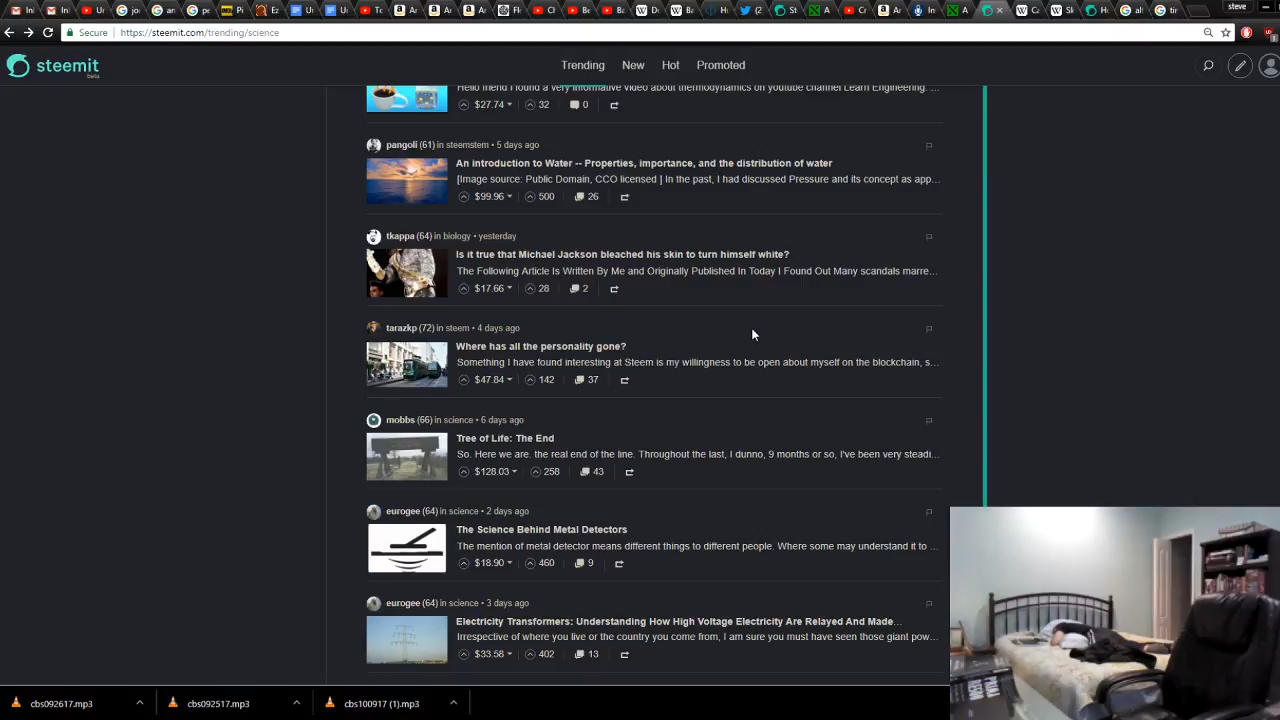 steve
Secure
https://steemit.com/trending/science
steemit
beta
Trending New Hot Promoted
Hello friend I found a very informative video about thermodynamics on youtube channel Learn Engineering. ...
$27.74 32 0
pangoli (61) in steemstem • 5 days ago
An introduction to Water -- Properties, importance, and the distribution of water
[Image source: Public Domain, CCO licensed ] In the past, I had discussed Pressure and its concept as app...
$99.96 500 26
tkappa (64) in biology • yesterday
Is it true that Michael Jackson bleached his skin to turn himself white?
The Following Article Is Written By Me and Originally Published In Today I Found Out Many scandals marre...
$17.66 28 2
tarazkp (72) in steem • 4 days ago
Where has all the personality gone?
Something I have found interesting at Steem is my willingness to be open about myself on the blockchain, s...
$47.84 142 37
mobbs (66) in science • 6 days ago
Tree of Life: The End
So. Here we are. the real end of the line. Throughout the last, I dunno, 9 months or so, I've been very steadi...
$128.03 258 43
eurogee (64) in science • 2 days ago
The Science Behind Metal Detectors
The mention of metal detector means different things to different people. Where some may understand it to ...
$18.90 460 9
eurogee (64) in science • 3 days ago
Electricity Transformers: Understanding How High Voltage Electricity Are Relayed And Made...
Irrespective of where you live or the country you come from, I am sure you must have seen those giant pow...
$33.58 402 13
cbs092617.mp3 cbs092517.mp3 cbs100917 (1).mp3